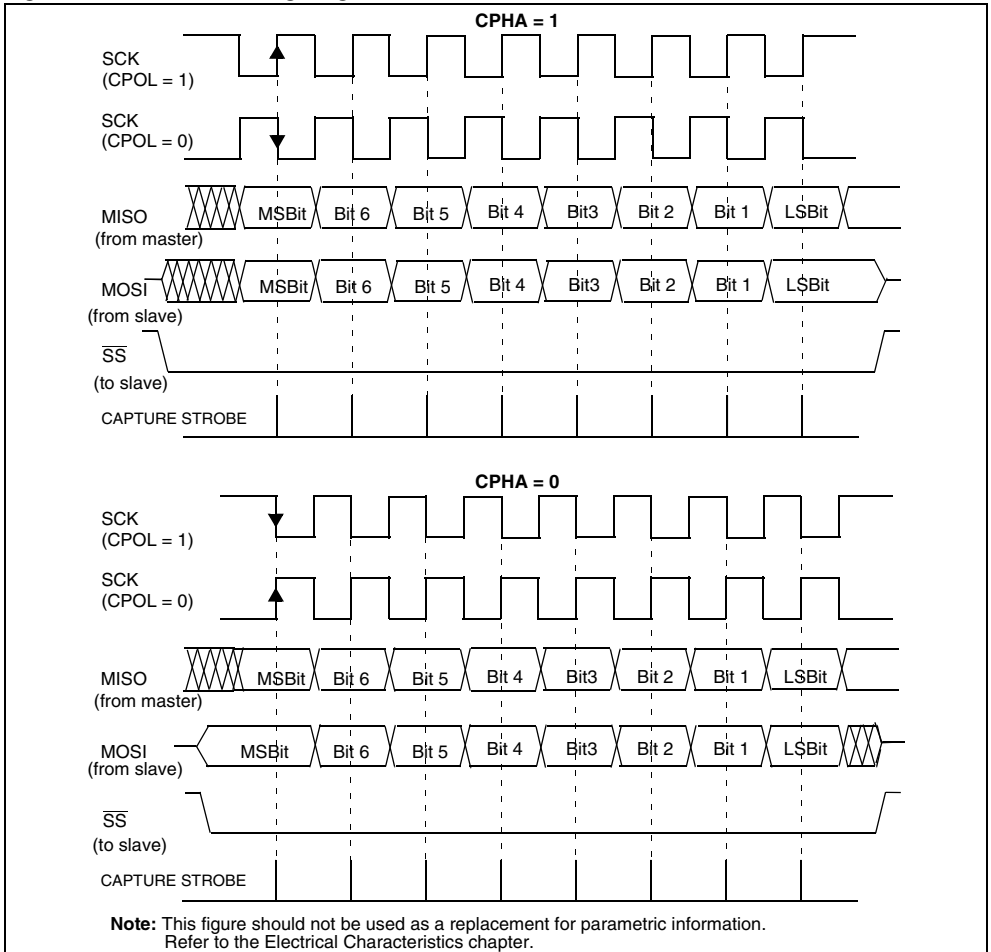 CPHA = 1
SCK
(CPOL = 1)
SCK
(CPOL = 0)
MISO
(from master)
MSBit Bit 6 Bit 5 Bit 4 Bit3 Bit 2 Bit 1 LSBit
MOSI
(from slave)
MSBit Bit 6 Bit 5 Bit 4 Bit3 Bit 2 Bit 1 LSBit
SS
(to slave)
CAPTURE STROBE
CPHA = 0
SCK
(CPOL = 1)
SCK
(CPOL = 0)
MISO
(from master)
MSBit Bit 6 Bit 5 Bit 4 Bit3 Bit 2 Bit 1 LSBit
MOSI
(from slave)
MSBit Bit 6 Bit 5 Bit 4 Bit3 Bit 2 Bit 1 LSBit
SS
(to slave)
CAPTURE STROBE
Note: This figure should not be used as a replacement for parametric information.
Refer to the Electrical Characteristics chapter.